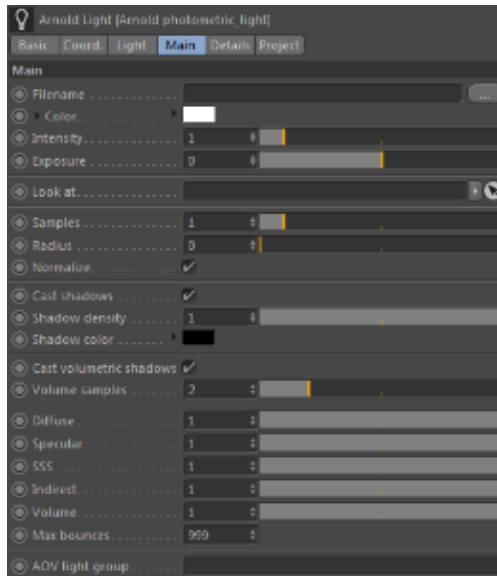 Arnold Light [Arnold photometric_light]
Basic Coord. Light Main Details Project
Main
Filename ...
Color
Intensity 1
Exposure 0
Look at
Samples 1
Radius 0
Normalize
Cast shadows
Shadow density 1
Shadow color
Cast volumetric shadows
Volume samples 2
Diffuse 1
Specular 1
SSS 1
Indirect 1
Volume 1
Max bounces 999
AOV light group